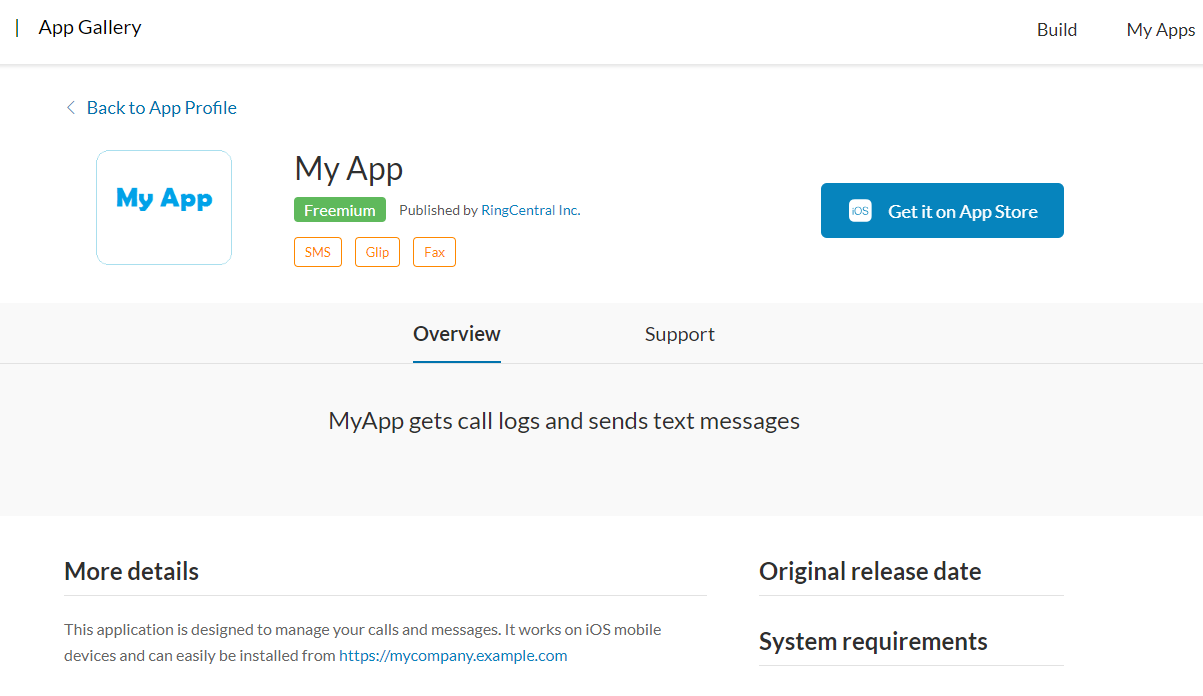 App Gallery
Build
My Apps
Back to App Profile
My App
My App
Freemium
Published by RingCentral Inc.
SMS
Glip
Fax
iOS
Get it on App Store
Overview
Support
MyApp gets call logs and sends text messages
More details
This application is designed to manage your calls and messages. It works on iOS mobile
devices and can easily be installed from https://mycompany.example.com
Original release date
System requirements